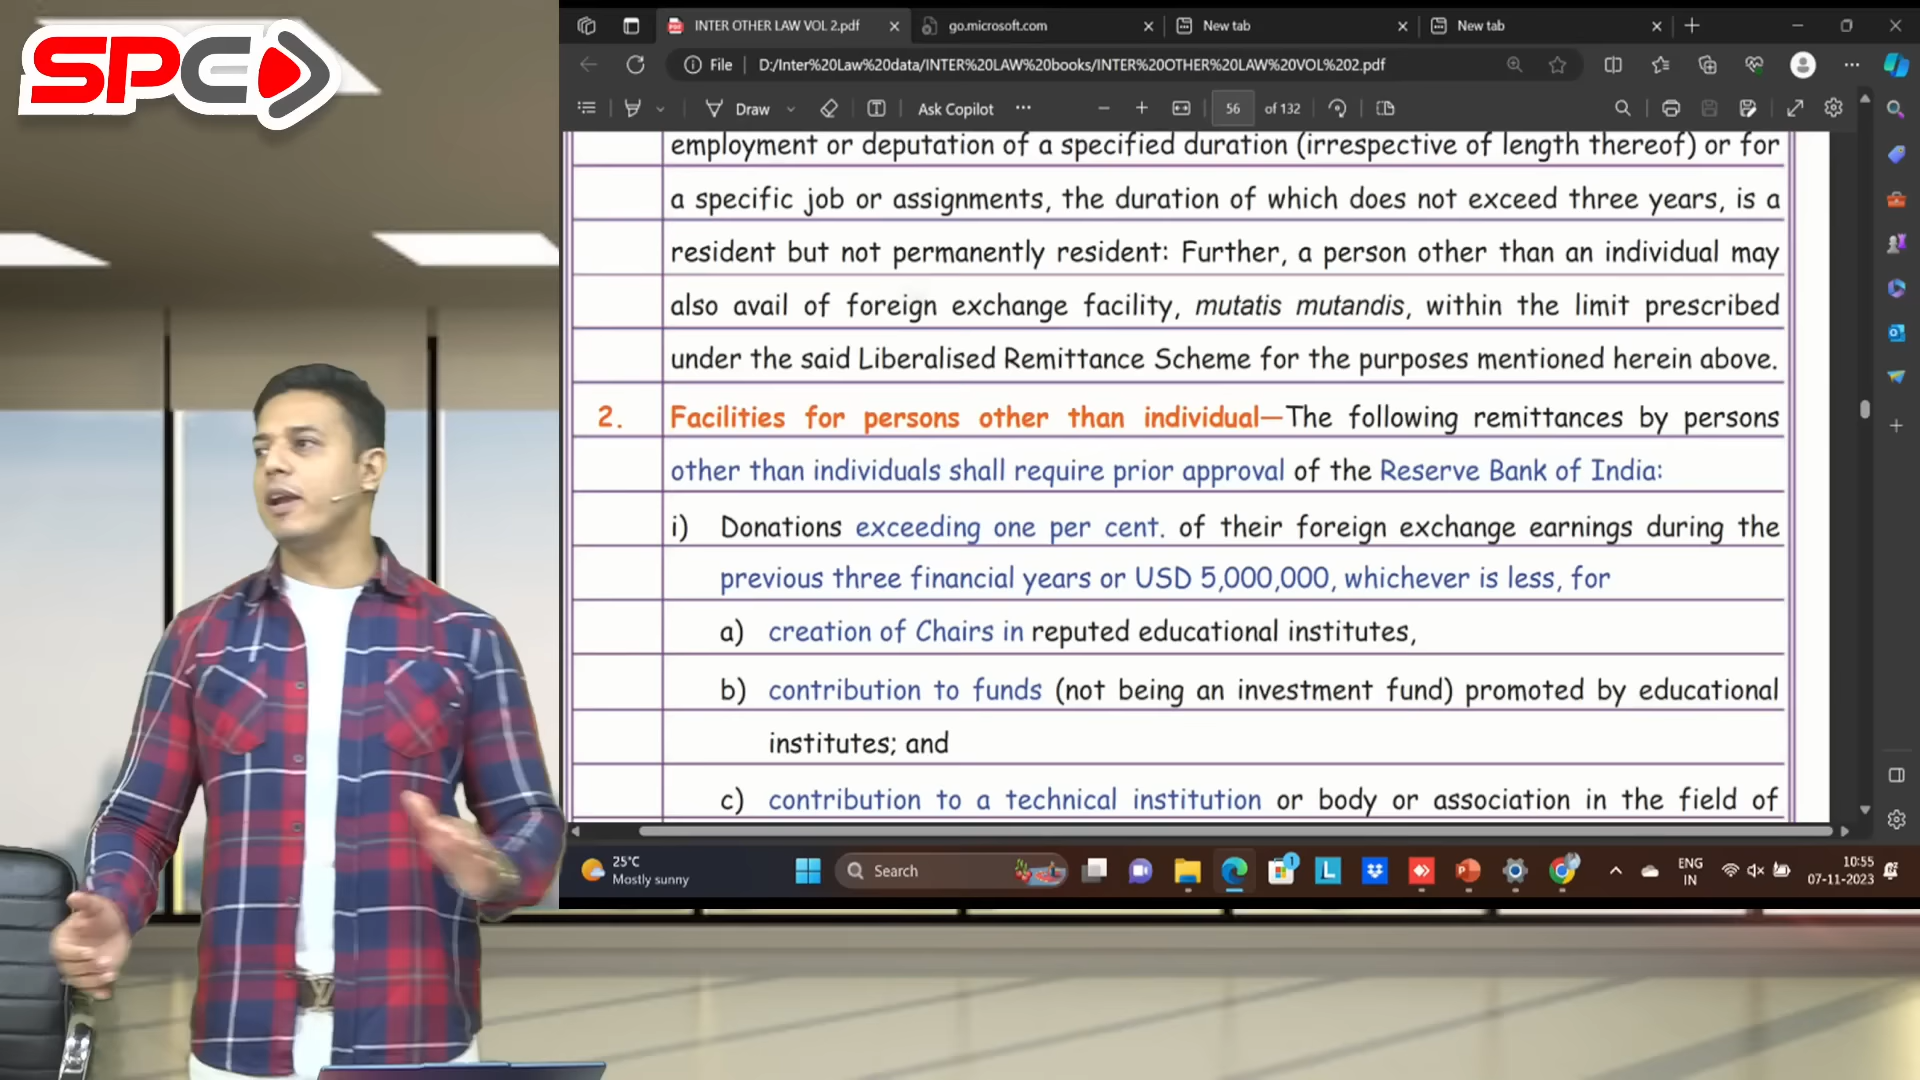 SPC
INTER OTHER LAW VOL 2.pdf
go.microsoft.com
New tab
New tab
File
D:/Inter%20Law%20data/INTER%20LAW%20books/INTER%20OTHER%20LAW%20VOL%202.pdf
Draw
Ask Copilot
56
of 132
employment or deputation of a specified duration (irrespective of length thereof) or for
a specific job or assignments, the duration of which does not exceed three years, is a
resident but not permanently resident: Further, a person other than an individual may
also avail of foreign exchange facility, mutatis mutandis, within the limit prescribed
under the said Liberalised Remittance Scheme for the purposes mentioned herein above.
2. Facilities for persons other than individual—The following remittances by persons
other than individuals shall require prior approval of the Reserve Bank of India:
i) Donations exceeding one per cent. of their foreign exchange earnings during the
previous three financial years or USD 5,000,000, whichever is less, for
a) creation of Chairs in reputed educational institutes,
b) contribution to funds (not being an investment fund) promoted by educational
institutes; and
c) contribution to a technical institution or body or association in the field of
25°C
Mostly sunny
Search
1
L
ENG
IN
10:55
07-11-2023